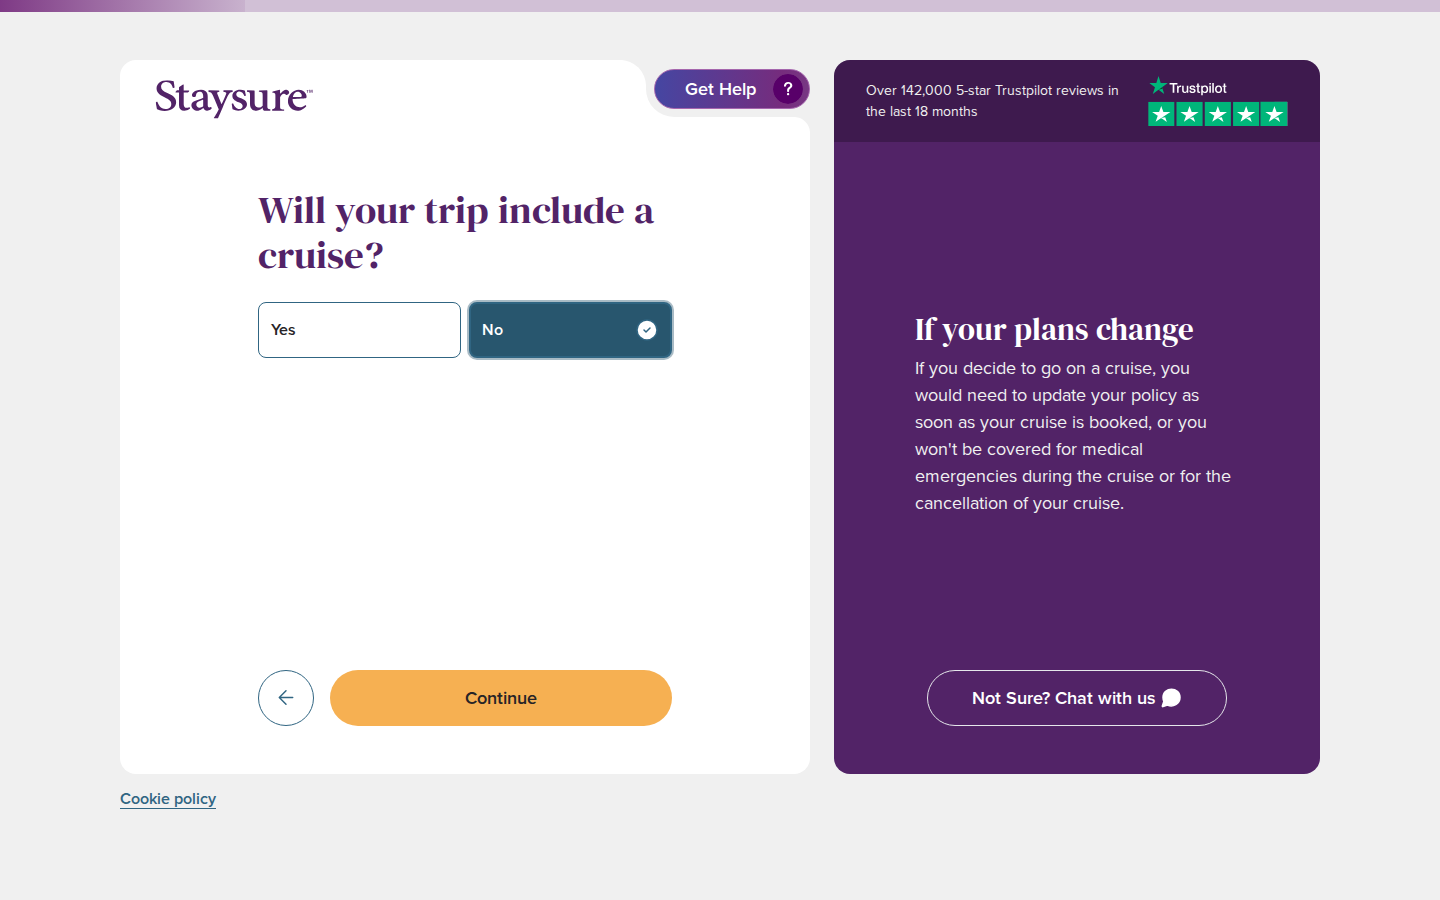 Staysure™
Get Help ?
Will your trip include a
cruise?
Yes
No
Continue
Cookie policy
Over 142,000 5-star Trustpilot reviews in
the last 18 months
Trustpilot
If your plans change
If you decide to go on a cruise, you
would need to update your policy as
soon as your cruise is booked, or you
won't be covered for medical
emergencies during the cruise or for the
cancellation of your cruise.
Not Sure? Chat with us